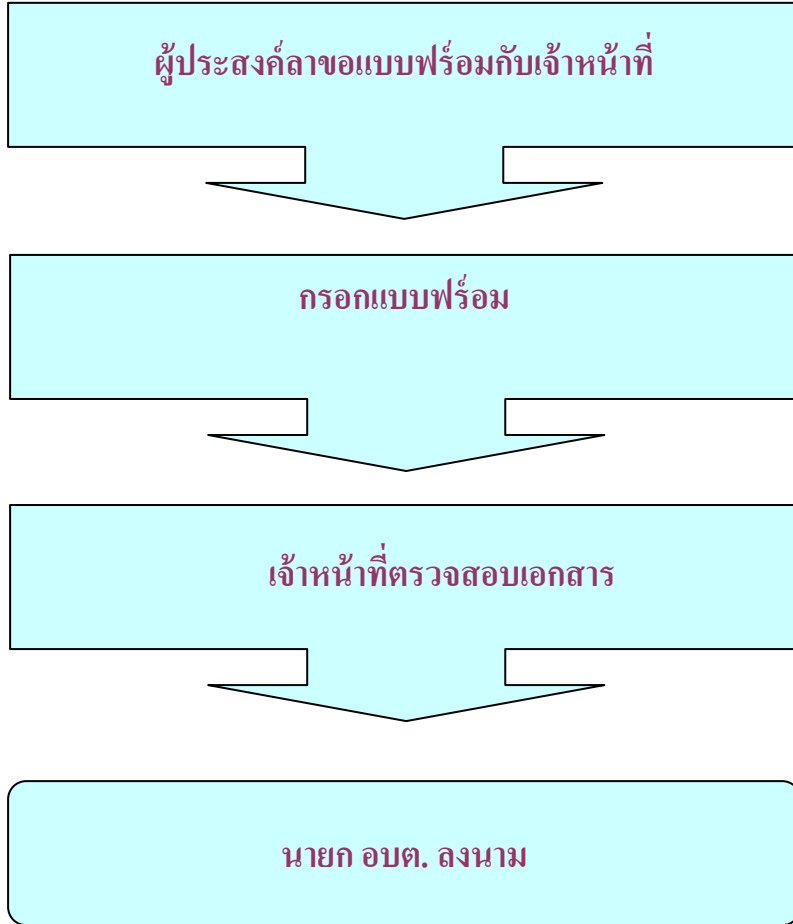 ผู้ประสงค์ลาขอแบบฟร์อมกับเจ้าหน้าที่
กรอกแบบฟร์อม
เจ้าหน้าที่ตรวจสอบเอกสาร
นายก อบต. ลงนาม